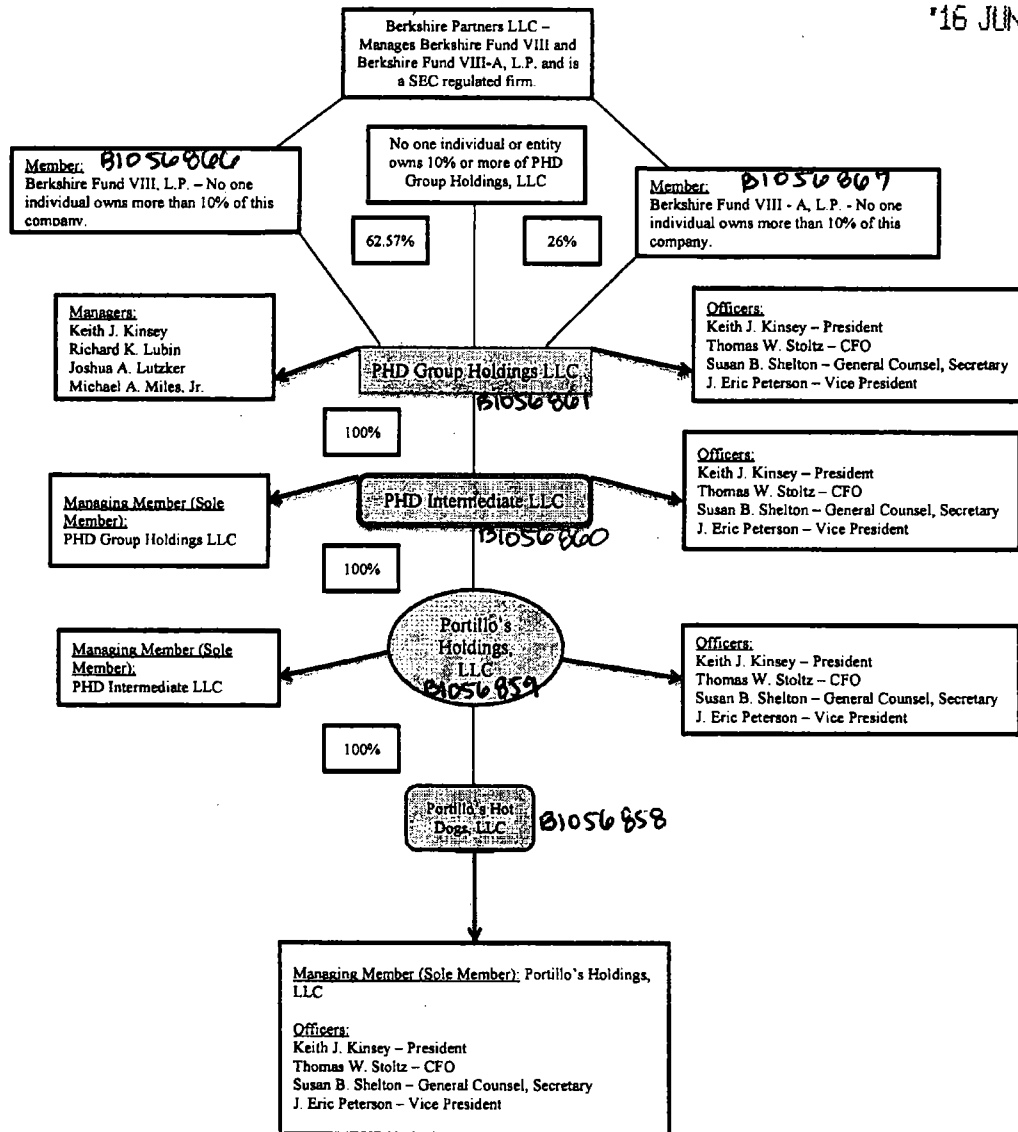 '16 JUN
Berkshire Partners LLC –
Manages Berkshire Fund VIII and
Berkshire Fund VIII-A, L.P. and is
a SEC regulated firm.
No one individual or entity
owns 10% or more of PHD
Group Holdings, LLC
Member: B1056866
Berkshire Fund VIII, L.P. – No one
individual owns more than 10% of this
company.
Member: B1056867
Berkshire Fund VIII - A, L.P. - No one
individual owns more than 10% of this
company.
62.57%
26%
Managers:
Keith J. Kinsey
Richard K. Lubin
Joshua A. Lutzker
Michael A. Miles, Jr.
PHD Group Holdings LLC
B1056861
Officers:
Keith J. Kinsey – President
Thomas W. Stoltz – CFO
Susan B. Shelton – General Counsel, Secretary
J. Eric Peterson – Vice President
100%
Managing Member (Sole
Member):
PHD Group Holdings LLC
PHD Intermediate LLC
B1056860
Officers:
Keith J. Kinsey – President
Thomas W. Stoltz – CFO
Susan B. Shelton – General Counsel, Secretary
J. Eric Peterson – Vice President
100%
Managing Member (Sole
Member):
PHD Intermediate LLC
Portillo's
Holdings,
LLC
B1056859
Officers:
Keith J. Kinsey – President
Thomas W. Stoltz – CFO
Susan B. Shelton – General Counsel, Secretary
J. Eric Peterson – Vice President
100%
Portillo's Hot
Dogs, LLC
B1056858
Managing Member (Sole Member): Portillo's Holdings,
LLC
Officers:
Keith J. Kinsey – President
Thomas W. Stoltz – CFO
Susan B. Shelton – General Counsel, Secretary
J. Eric Peterson – Vice President